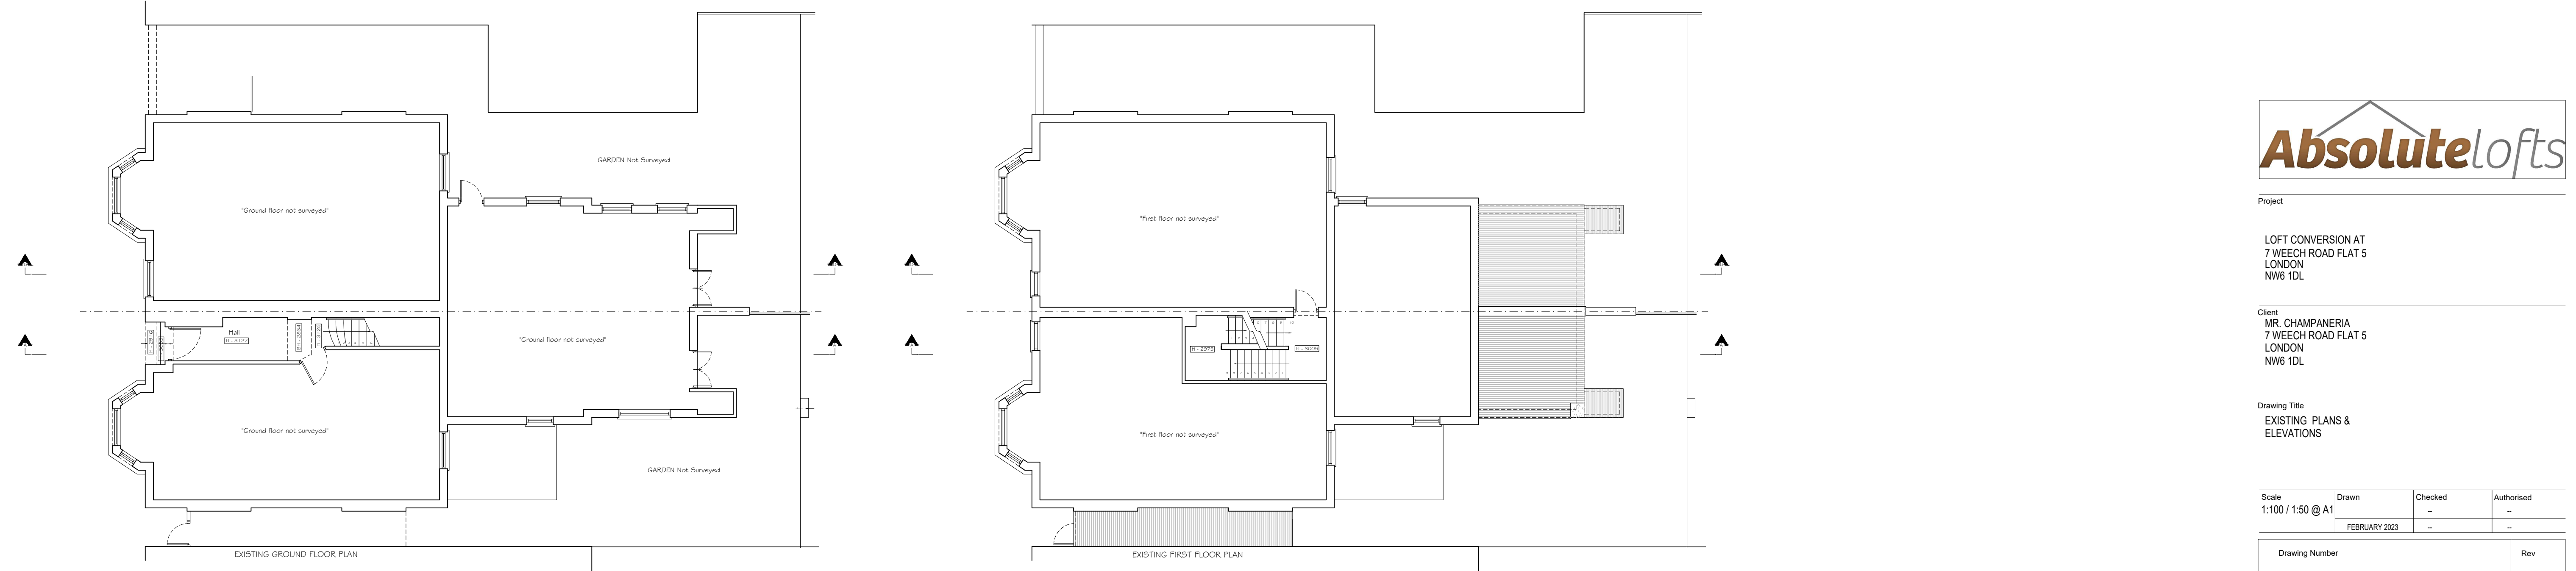 GARDEN Not Surveyed
"Ground floor not surveyed"
Hall
H - 3127
"Ground floor not surveyed"
"Ground floor not surveyed"
GARDEN Not Surveyed
EXISTING GROUND FLOOR PLAN
"First floor not surveyed"
H - 2975
H - 3008
"First floor not surveyed"
EXISTING FIRST FLOOR PLAN
Absolutelofts
Project
LOFT CONVERSION AT
7 WEECH ROAD FLAT 5
LONDON
NW6 1DL
Client
MR. CHAMPANERIA
7 WEECH ROAD FLAT 5
LONDON
NW6 1DL
Drawing Title
EXISTING PLANS &
ELEVATIONS
Scale
Drawn
Checked
Authorised
1:100 / 1:50 @ A1
--
--
FEBRUARY 2023
--
--
Drawing Number
Rev